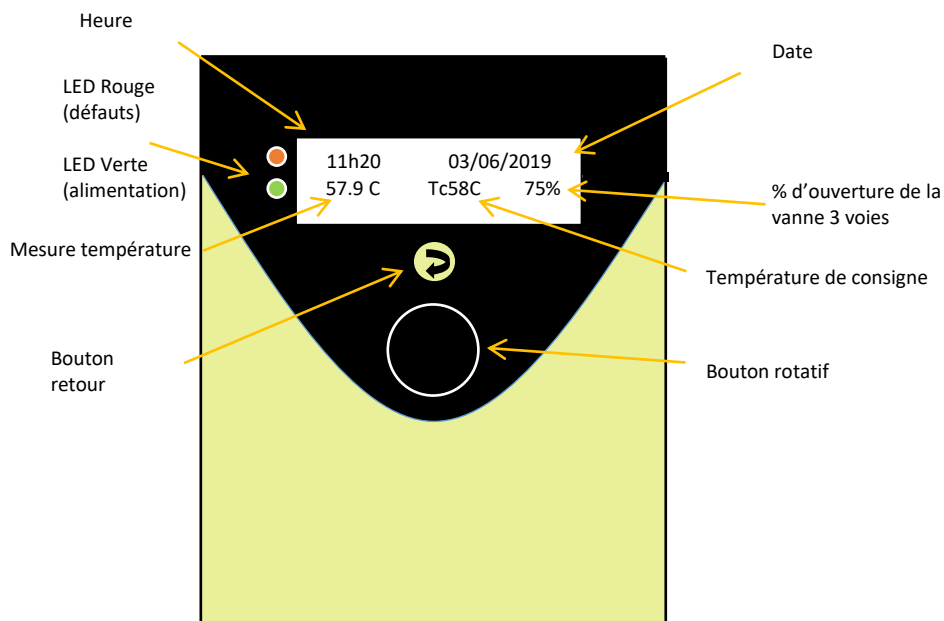 Heure
Date
LED Rouge
(défauts)
LED Verte
(alimentation)
11h20 03/06/2019
57.9 C Tc58C 75%
% d’ouverture de la
vanne 3 voies
Mesure température
Température de consigne
Bouton
retour
Bouton rotatif